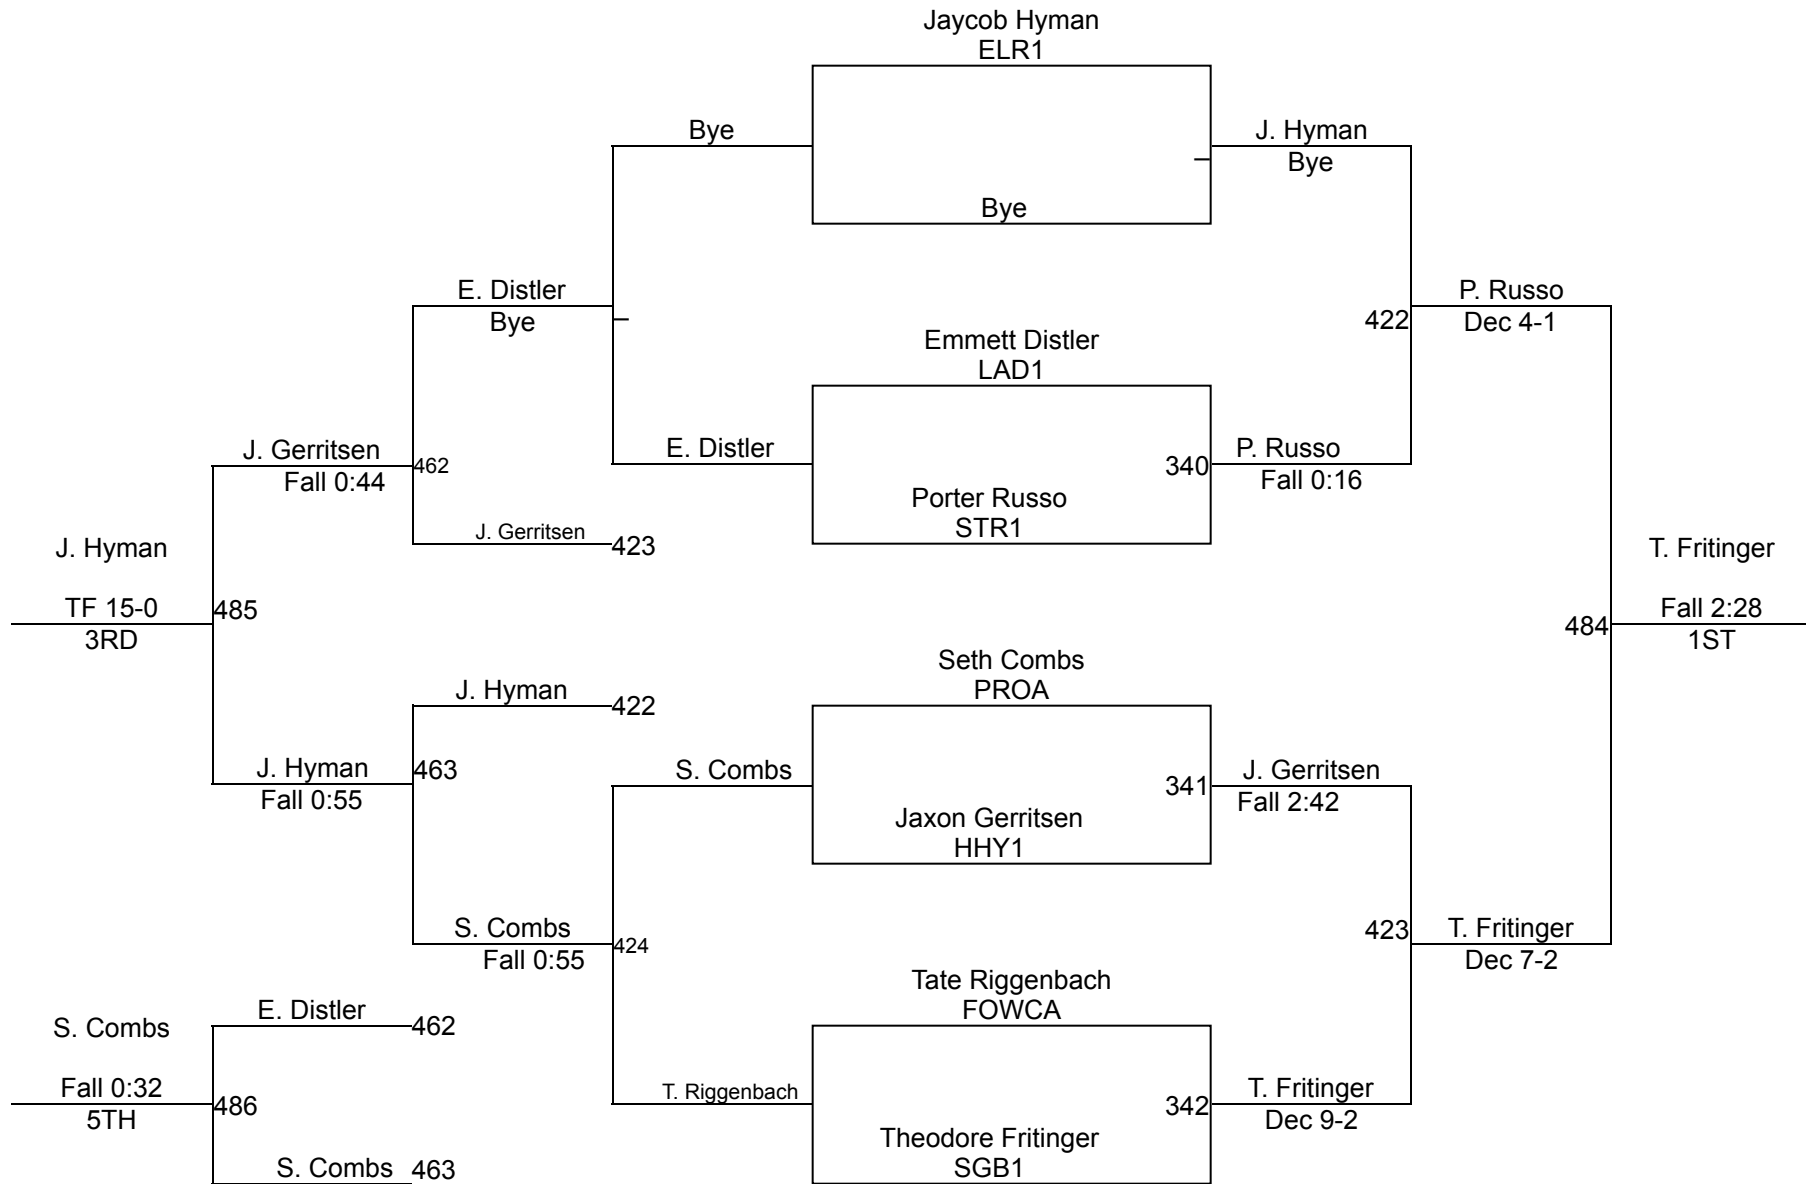 Jaycob Hyman
ELR1
Bye
J. Hyman
Bye
Bye
E. Distler
Bye
P. Russo
Dec 4-1
422
Emmett Distler
LAD1
J. Gerritsen
Fall 0:44
462
E. Distler
340
P. Russo
Fall 0:16
Porter Russo
STR1
J. Gerritsen
423
J. Hyman
TF 15-0
3RD
485
T. Fritinger
Fall 2:28
1ST
484
Seth Combs
PROA
J. Hyman
422
J. Hyman
Fall 0:55
463
S. Combs
341
J. Gerritsen
Fall 2:42
Jaxon Gerritsen
HHY1
S. Combs
Fall 0:55
424
423
T. Fritinger
Dec 7-2
Tate Riggenbach
FOWCA
E. Distler
462
S. Combs
Fall 0:32
5TH
486
T. Riggenbach
342
T. Fritinger
Dec 9-2
Theodore Fritinger
SGB1
S. Combs
463